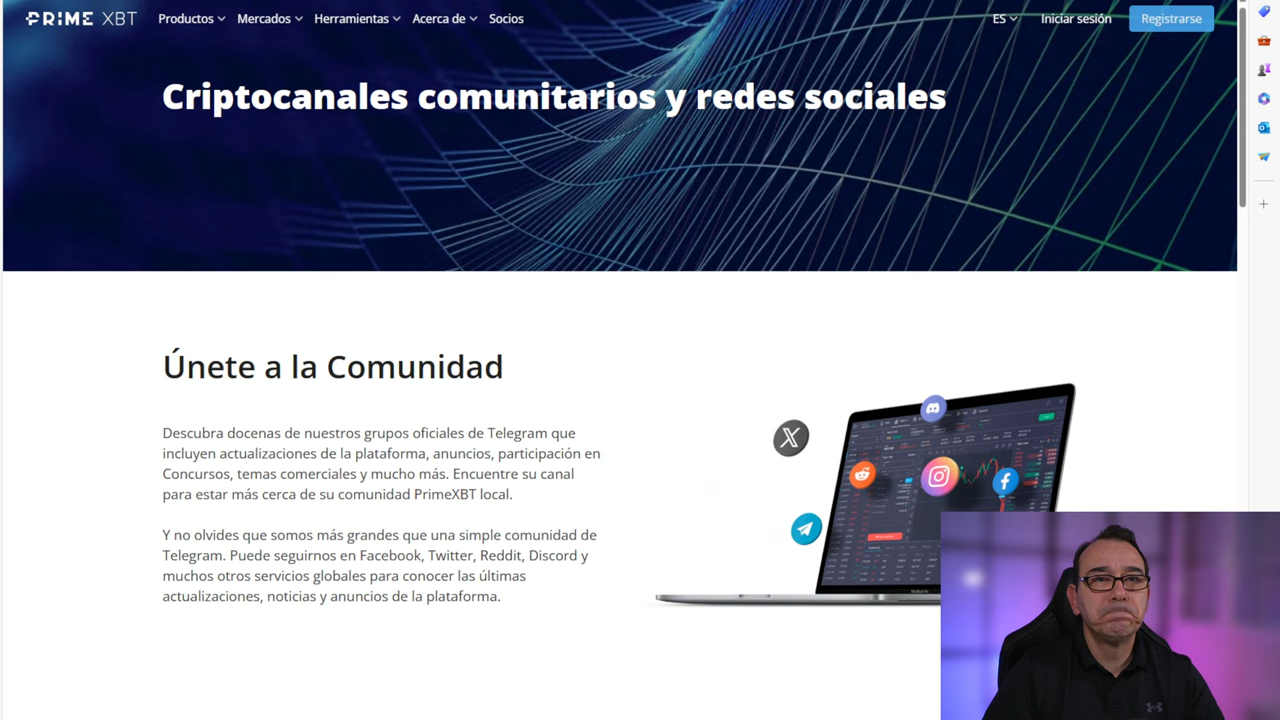 PRIME XBT
Productos
Mercados
Herramientas
Acerca de
Socios
ES
Iniciar sesión
Registrarse
Criptocanales comunitarios y redes sociales
Únete a la Comunidad
Descubra docenas de nuestros grupos oficiales de Telegram que
incluyen actualizaciones de la plataforma, anuncios, participación en
Concursos, temas comerciales y mucho más. Encuentre su canal
para estar más cerca de su comunidad PrimeXBT local.
Y no olvides que somos más grandes que una simple comunidad de
Telegram. Puede seguirnos en Facebook, Twitter, Reddit, Discord y
muchos otros servicios globales para conocer las últimas
actualizaciones, noticias y anuncios de la plataforma.